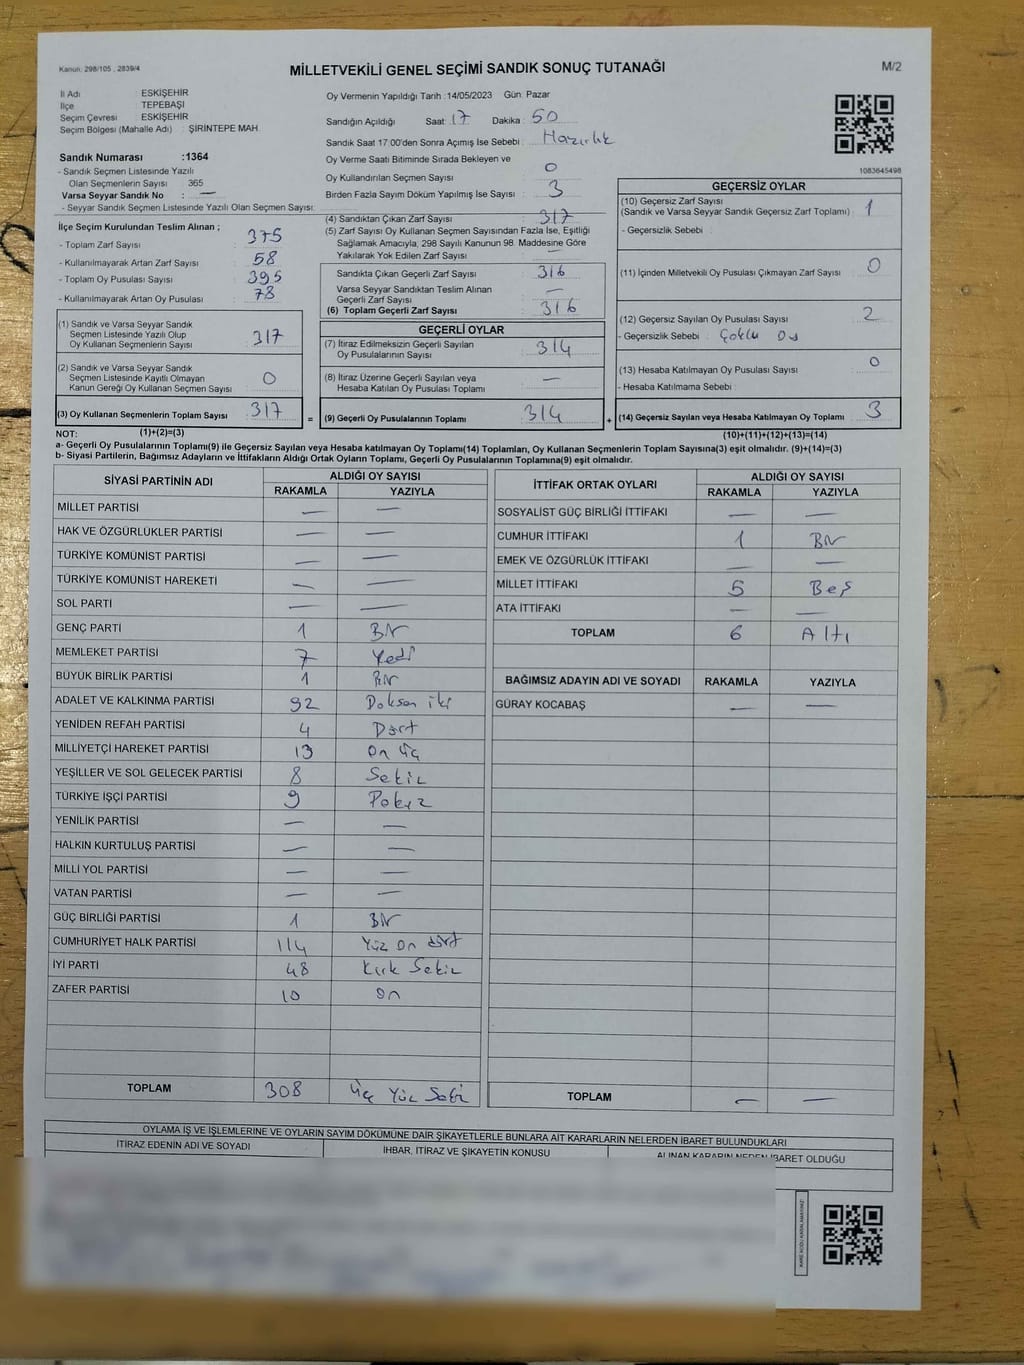 Kanun: 298/105 , 2839/4
MİLLETVEKİLİ GENEL SEÇİMİ SANDIK SONUÇ TUTANAĞI
M/2
İl Adı : ESKİŞEHİR
İlçe : TEPEBAŞI
Seçim Çevresi : ESKİŞEHİR
Seçim Bölgesi (Mahalle Adı) : ŞİRİNTEPE MAH.
Sandık Numarası :1364
- Sandık Seçmen Listesinde Yazılı
Olan Seçmenlerin Sayısı 365
Varsa Seyyar Sandık No : —
- Seyyar Sandık Seçmen Listesinde Yazılı Olan Seçmen Sayısı:
Oy Vermenin Yapıldığı Tarih :14/05/2023 Gün: Pazar
Sandığın Açıldığı Saat: 17 Dakika: 50
Sandık Saat 17:00'den Sonra Açımış İse Sebebi : Hazırlık
Oy Verme Saati Bitiminde Sırada Bekleyen ve
Oy Kullandırılan Seçmen Sayısı : 0
Birden Fazla Sayım Döküm Yapılmış İse Sayısı : 3
1083645498
İlçe Seçim Kurulundan Teslim Alınan ;
- Toplam Zarf Sayısı : 375
- Kullanılmayarak Artan Zarf Sayısı : 58
- Toplam Oy Pusulası Sayısı : 395
- Kullanılmayarak Artan Oy Pusulası : 78
(1) Sandık ve Varsa Seyyar Sandık
Seçmen Listesinde Yazılı Olup
Oy Kullanan Seçmenlerin Sayısı : 317
(2) Sandık ve Varsa Seyyar Sandık
Seçmen Listesinde Kayıtlı Olmayan
Kanun Gereği Oy Kullanan Seçmen Sayısı : 0
(3) Oy Kullanan Seçmenlerin Toplam Sayısı : 317
(1)+(2)=(3)
(4) Sandıktan Çıkan Zarf Sayısı : 317
(5) Zarf Sayısı Oy Kullanan Seçmen Sayısından Fazla İse, Eşitliği
Sağlamak Amacıyla, 298 Sayılı Kanunun 98. Maddesine Göre
Yakılarak Yok Edilen Zarf Sayısı : —
Sandıkta Çıkan Geçerli Zarf Sayısı : 316
Varsa Seyyar Sandıktan Teslim Alınan
Geçerli Zarf Sayısı : —
(6) Toplam Geçerli Zarf Sayısı : 316
GEÇERLİ OYLAR
(7) İtiraz Edilmeksizin Geçerli Sayılan
Oy Pusulalarının Sayısı : 314
(8) İtiraz Üzerine Geçerli Sayılan veya
Hesaba Katılan Oy Pusulası Toplamı : —
= (9) Geçerli Oy Pusulalarının Toplamı : 314
GEÇERSİZ OYLAR
(10) Geçersiz Zarf Sayısı
(Sandık ve Varsa Seyyar Sandık Geçersiz Zarf Toplamı) : 1
- Geçersizlik Sebebi :
(11) İçinden Milletvekili Oy Pusulası Çıkmayan Zarf Sayısı : 0
(12) Geçersiz Sayılan Oy Pusulası Sayısı : 2
- Geçersizlik Sebebi : Çoklu Oy
(13) Hesaba Katılmayan Oy Pusulası Sayısı : 0
- Hesaba Katılmama Sebebi :
+ (14) Geçersiz Sayılan veya Hesaba Katılmayan Oy Toplamı : 3
(10)+(11)+(12)+(13)=(14)
NOT:
a- Geçerli Oy Pusulalarının Toplamı(9) ile Geçersiz Sayılan veya Hesaba katılmayan Oy Toplamı(14) Toplamları, Oy Kullanan Seçmenlerin Toplam Sayısına(3) eşit olmalıdır. (9)+(14)=(3)
b- Siyasi Partilerin, Bağımsız Adayların ve İttifakların Aldığı Ortak Oyların Toplamı, Geçerli Oy Pusulalarının Toplamına(9) eşit olmalıdır.
SİYASİ PARTİNİN ADI ALDIĞI OY SAYISI
RAKAMLA YAZIYLA
MİLLET PARTİSİ — —
HAK VE ÖZGÜRLÜKLER PARTİSİ — —
TÜRKİYE KOMÜNİST PARTİSİ — —
TÜRKİYE KOMÜNİST HAREKETİ — —
SOL PARTİ — —
GENÇ PARTİ 1 Bir
MEMLEKET PARTİSİ 7 Yedi
BÜYÜK BİRLİK PARTİSİ 1 Bir
ADALET VE KALKINMA PARTİSİ 92 Doksan iki
YENİDEN REFAH PARTİSİ 4 Dört
MİLLİYETÇİ HAREKET PARTİSİ 13 On üç
YEŞİLLER VE SOL GELECEK PARTİSİ 8 Sekiz
TÜRKİYE İŞÇİ PARTİSİ 9 Dokuz
YENİLİK PARTİSİ — —
HALKIN KURTULUŞ PARTİSİ — —
MİLLİ YOL PARTİSİ — —
VATAN PARTİSİ — —
GÜÇ BİRLİĞİ PARTİSİ 1 Bir
CUMHURİYET HALK PARTİSİ 114 Yüz on dört
İYİ PARTİ 48 Kırk Sekiz
ZAFER PARTİSİ 10 On
TOPLAM 308 Üç Yüz Sekiz
İTTİFAK ORTAK OYLARI ALDIĞI OY SAYISI
RAKAMLA YAZIYLA
SOSYALİST GÜÇ BİRLİĞİ İTTİFAKI — —
CUMHUR İTTİFAKI 1 Bir
EMEK VE ÖZGÜRLÜK İTTİFAKI — —
MİLLET İTTİFAKI 5 Beş
ATA İTTİFAKI — —
TOPLAM 6 Altı
BAĞIMSIZ ADAYIN ADI VE SOYADI RAKAMLA YAZIYLA
GÜRAY KOCABAŞ — —
TOPLAM — —
OYLAMA İŞ VE İŞLEMLERİNE VE OYLARIN SAYIM DÖKÜMÜNE DAİR ŞİKAYETLERLE BUNLARA AİT KARARLARIN NELERDEN İBARET BULUNDUKLARI
İTİRAZ EDENİN ADI VE SOYADI
İHBAR, İTİRAZ VE ŞİKAYETİN KONUSU
ALINAN KARARIN NEDEN İBARET OLDUĞU